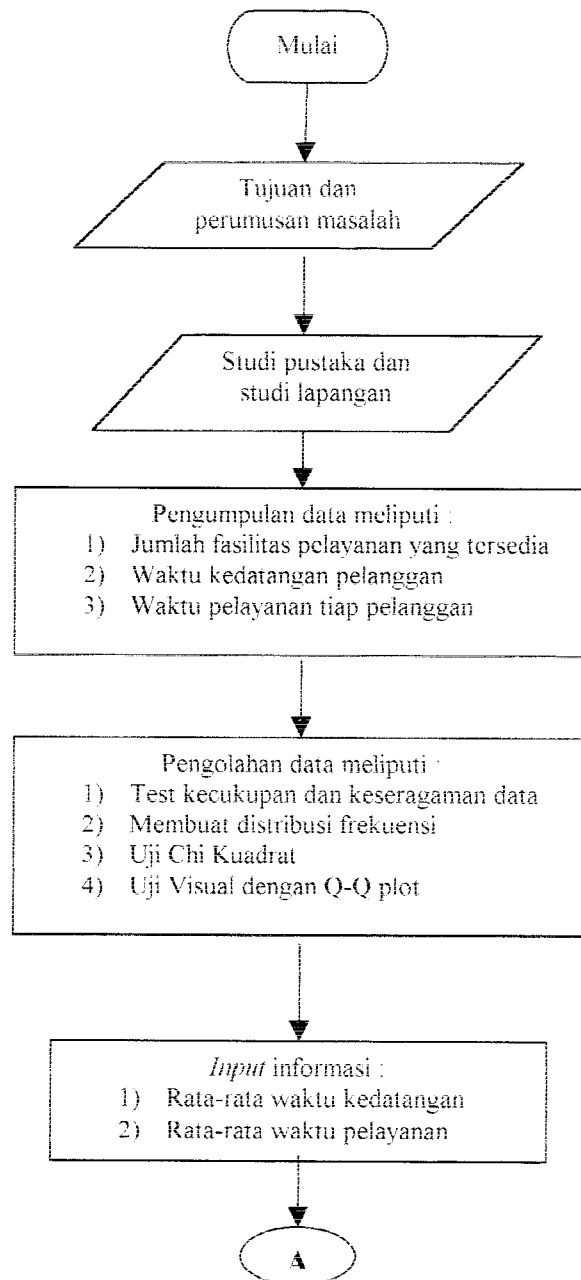 Mulai
Tujuan dan
perumusan masalah
Studi pustaka dan
studi lapangan
Pengumpulan data meliputi :
1) Jumlah fasilitas pelayanan yang tersedia
2) Waktu kedatangan pelanggan
3) Waktu pelayanan tiap pelanggan
Pengolahan data meliputi :
1) Test kecukupan dan keseragaman data
2) Membuat distribusi frekuensi
3) Uji Chi Kuadrat
4) Uji Visual dengan Q-Q plot
Input informasi :
1) Rata-rata waktu kedatangan
2) Rata-rata waktu pelayanan
A